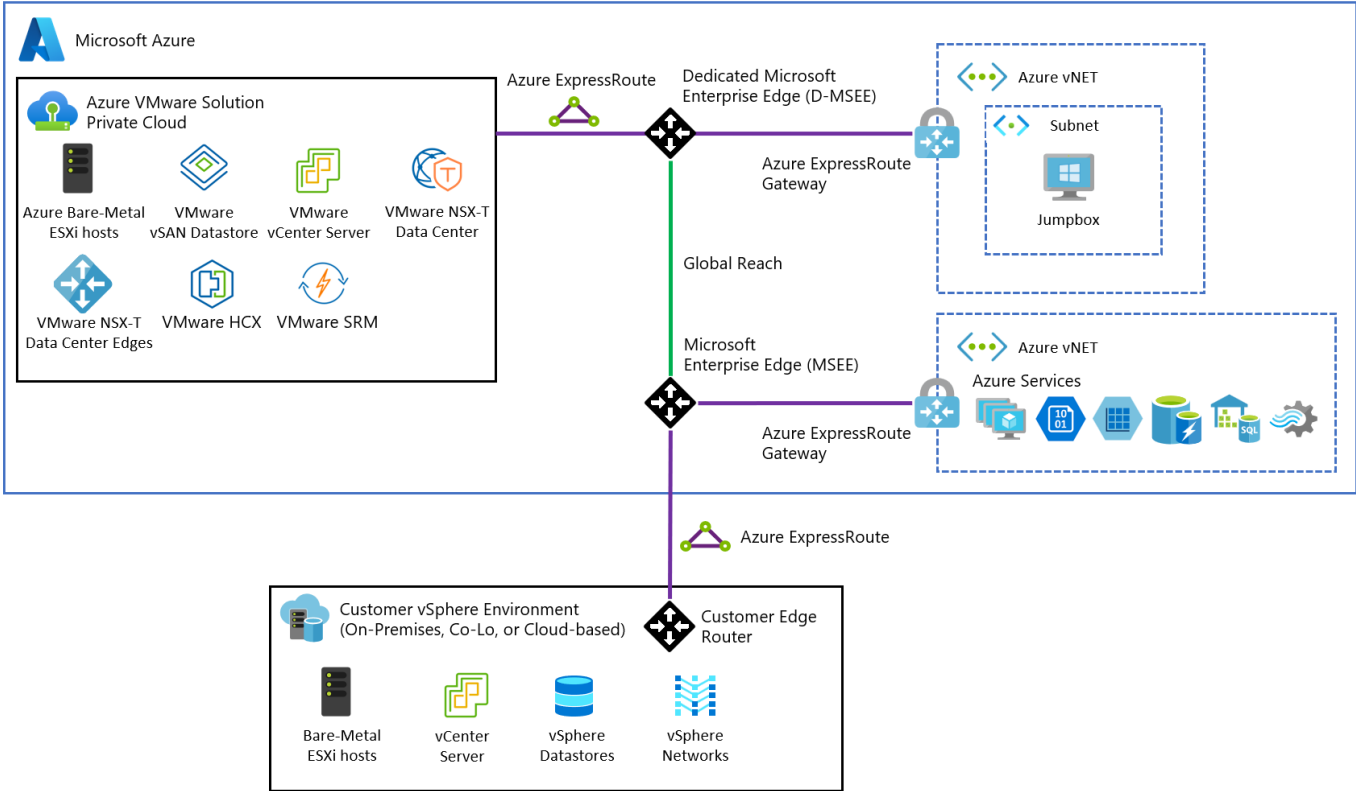 Microsoft Azure
Azure VMware Solution
Private Cloud
Azure Bare-Metal
ESXi hosts
VMware
vSAN Datastore
VMware
vCenter Server
T
VMware NSX-T
Data Center
VMware NSX-T
Data Center Edges
VMware HCX
VMware SRM
Azure ExpressRoute
Dedicated Microsoft
Enterprise Edge (D-MSEE)
Azure ExpressRoute
Gateway
Azure vNET
Subnet
Jumpbox
Global Reach
Microsoft
Enterprise Edge (MSEE)
Azure ExpressRoute
Gateway
Azure vNET
Azure Services
10
01
SQL
Azure ExpressRoute
Customer vSphere Environment
(On-Premises, Co-Lo, or Cloud-based)
Customer Edge
Router
Bare-Metal
ESXi hosts
vCenter
Server
vSphere
Datastores
vSphere
Networks